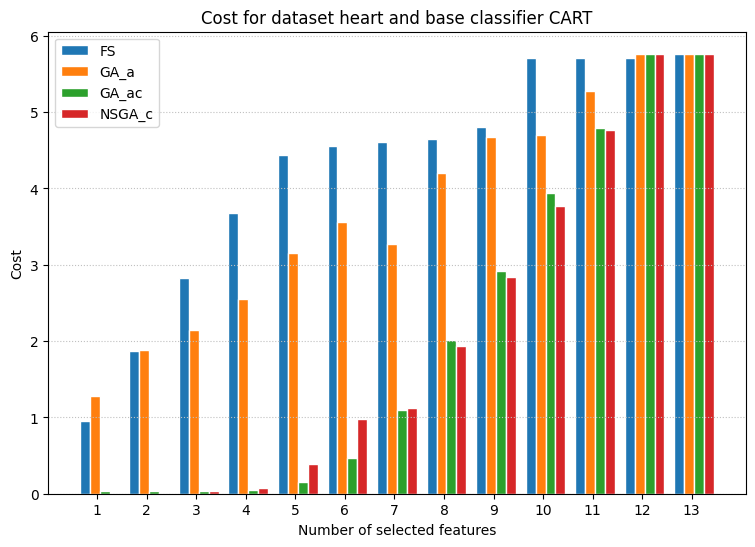 Cost for dataset heart and base classifier CART
FS
GA_a
GA_ac
NSGA_c
6
5
4
3
2
1
0
Cost
1 2 3 4 5 6 7 8 9 10 11 12 13
Number of selected features